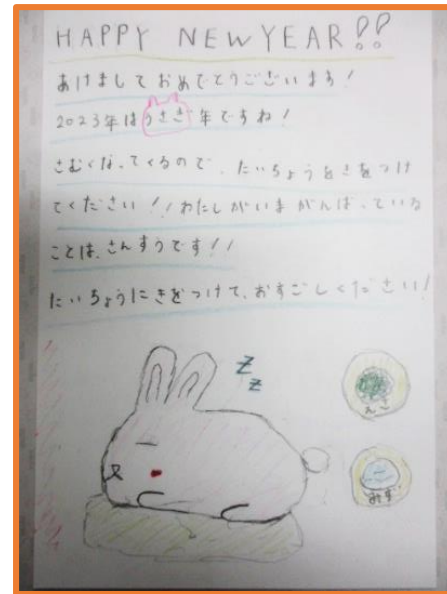 HAPPY NEW YEAR!!
あけましておめでとうございます!
2023年はうさぎ年ですね!
さむくなってくるので、たいちょうをきをつけ
てください!!わたしがいまがんばっている
ことは、さんすうです!!
たいちょうにきをつけて、おすごしください!
z
z
えさ
みず